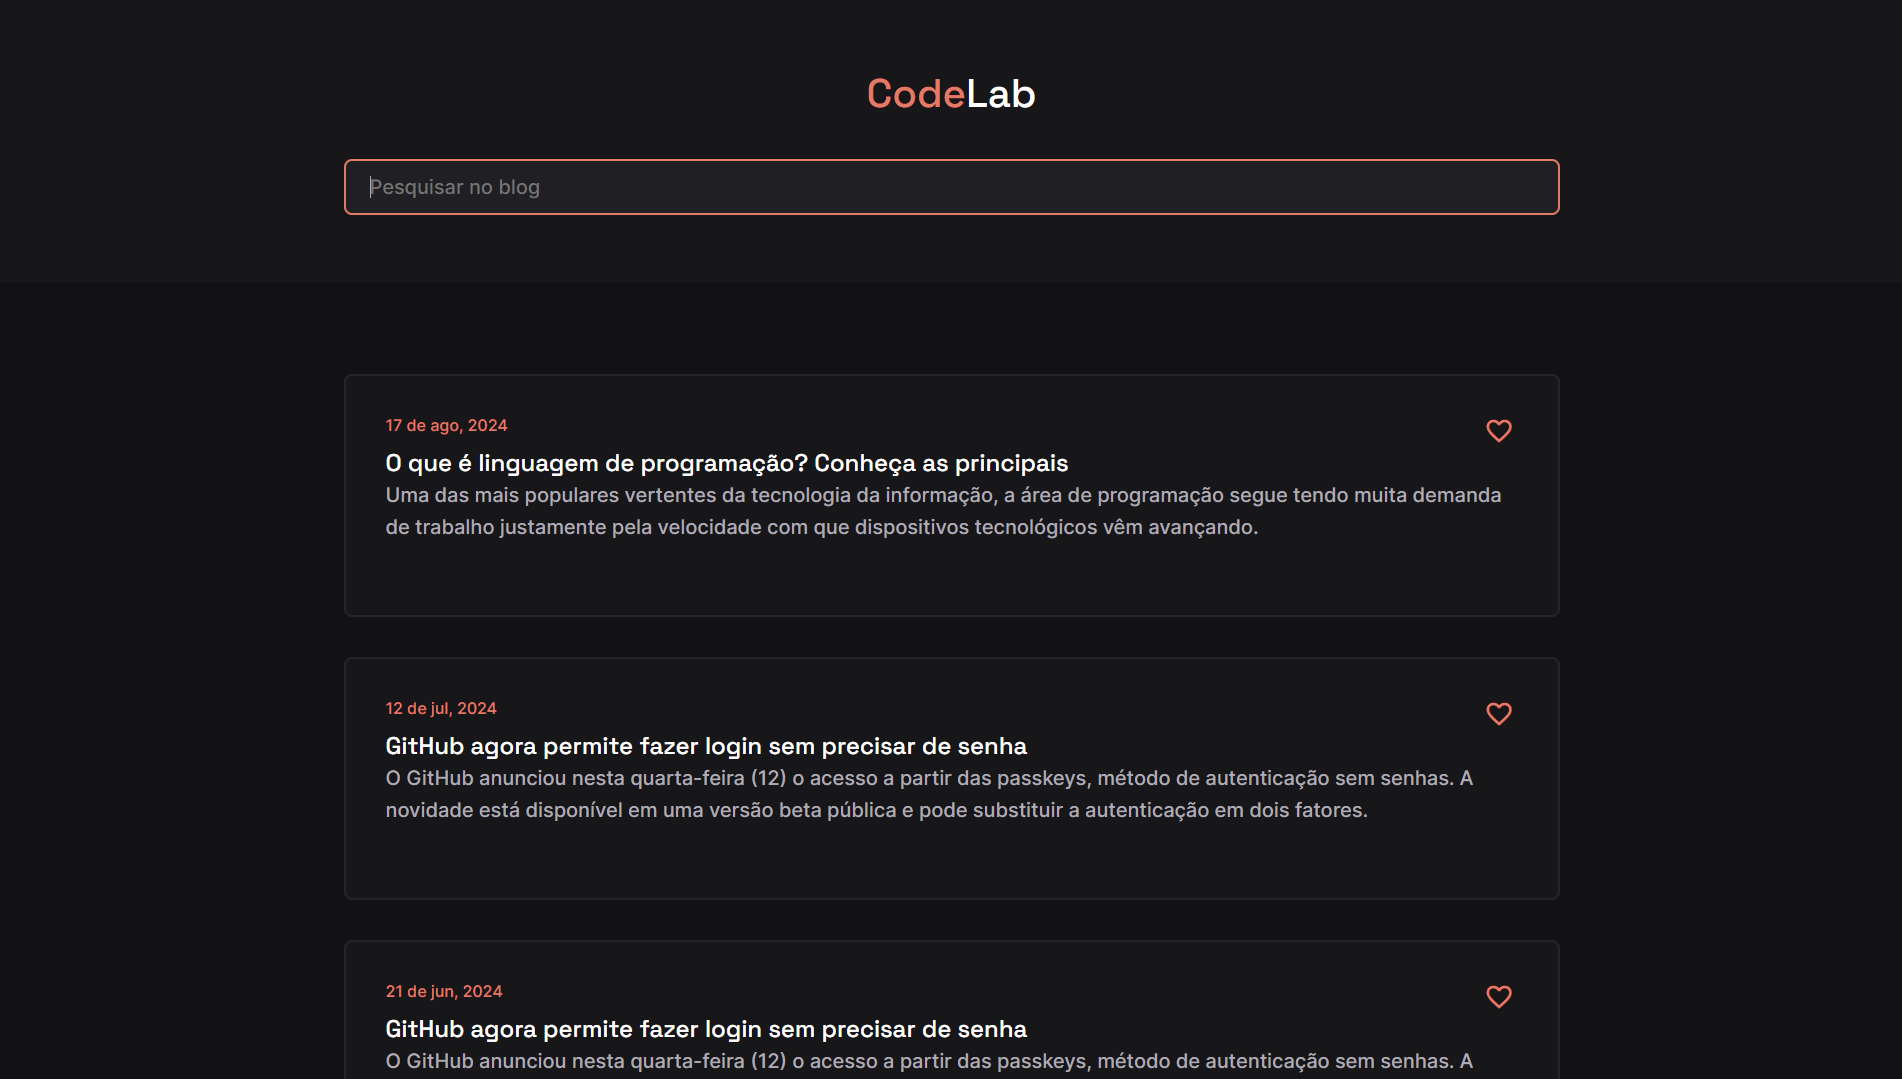 CodeLab
Pesquisar no blog
17 de ago, 2024
O que é linguagem de programação? Conheça as principais
Uma das mais populares vertentes da tecnologia da informação, a área de programação segue tendo muita demanda
de trabalho justamente pela velocidade com que dispositivos tecnológicos vêm avançando.
12 de jul, 2024
GitHub agora permite fazer login sem precisar de senha
O GitHub anunciou nesta quarta-feira (12) o acesso a partir das passkeys, método de autenticação sem senhas. A
novidade está disponível em uma versão beta pública e pode substituir a autenticação em dois fatores.
21 de jun, 2024
GitHub agora permite fazer login sem precisar de senha
O GitHub anunciou nesta quarta-feira (12) o acesso a partir das passkeys, método de autenticação sem senhas. A